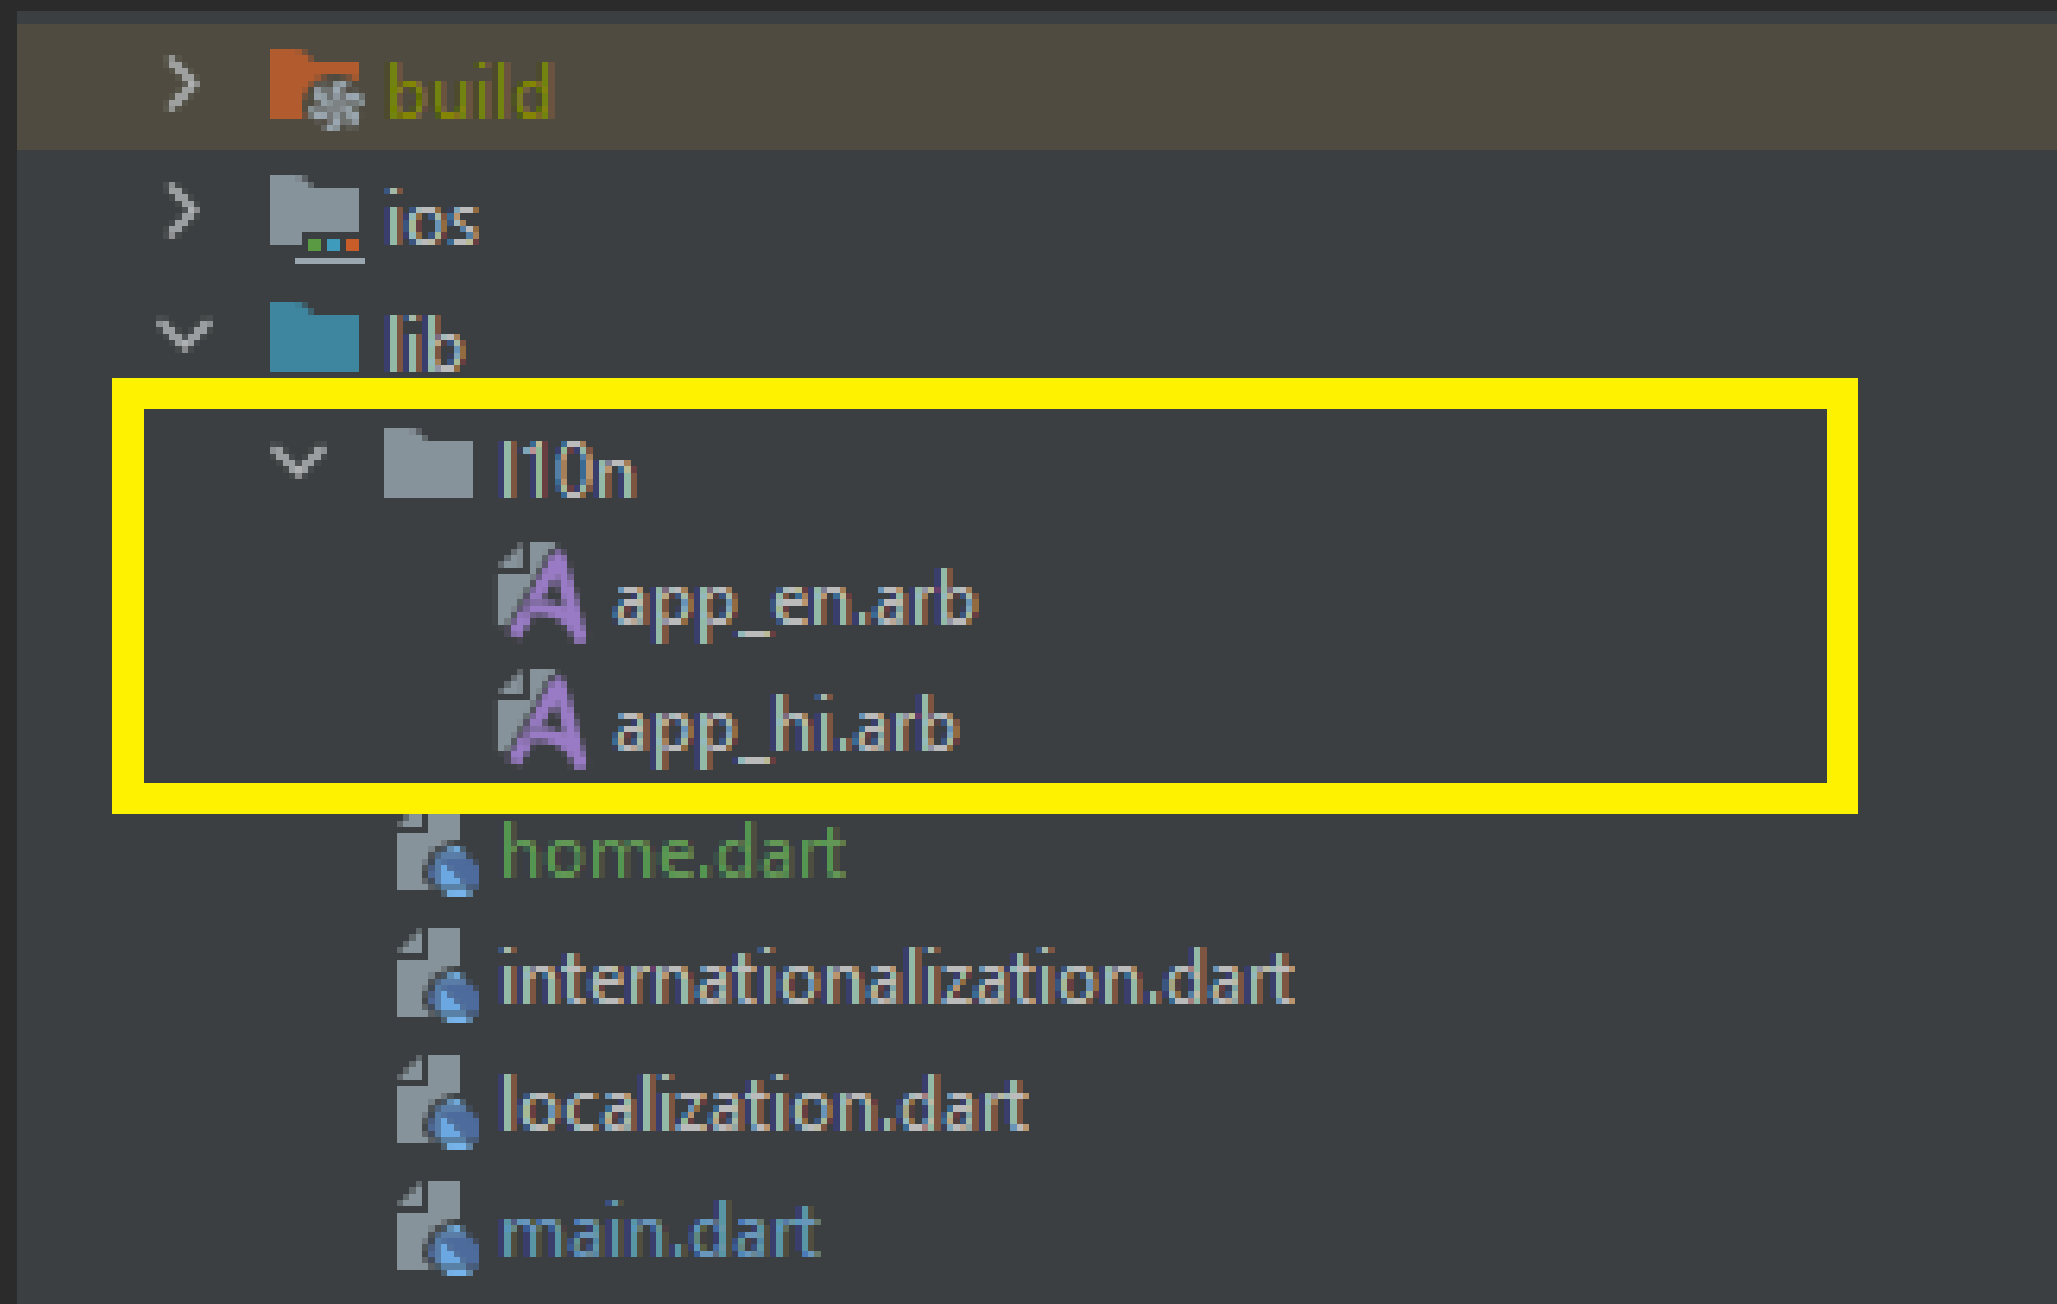 build
ios
lib
l10n
app_en.arb
app_hi.arb
home.dart
internationalization.dart
localization.dart
main.dart